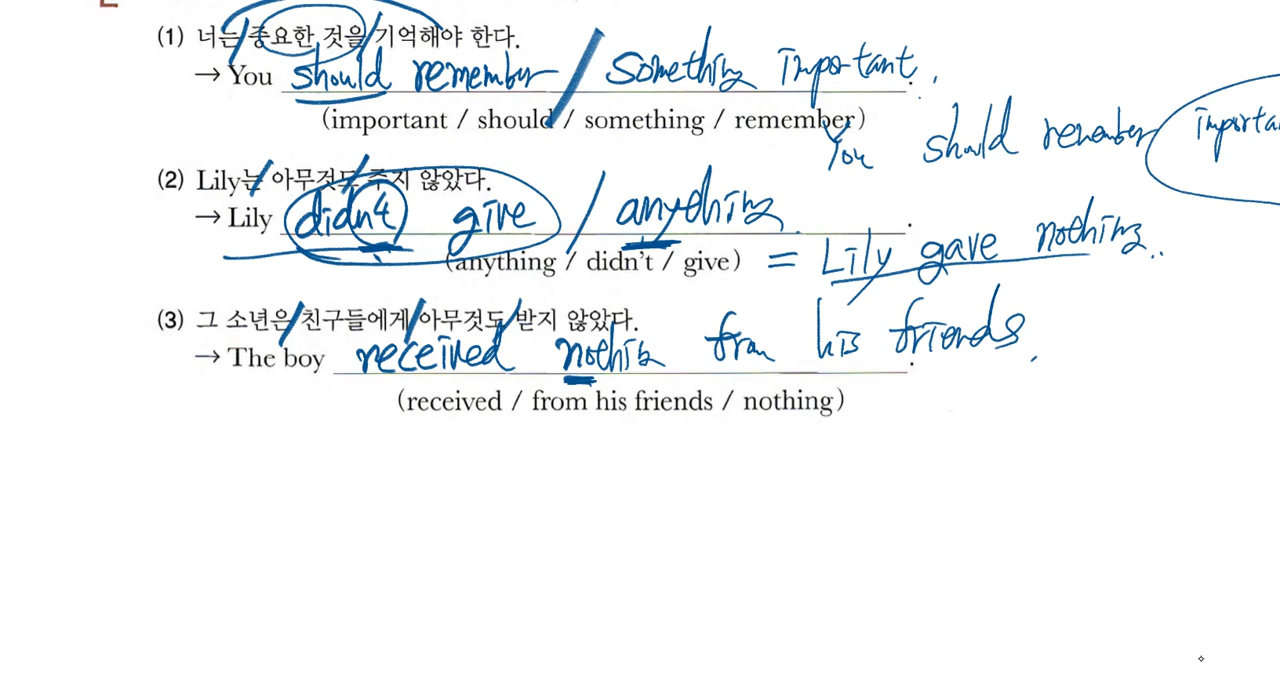 (1) 너는 중요한 것을 기억해야 한다.
→ You should remember / something important.
(important / should / something / remember)
You should remember importa
(2) Lily는 아무것도 주지 않았다.
→ Lily didn't give / anything.
(anything / didn't / give) = Lily gave nothing..
(3) 그 소년은 친구들에게 아무것도 받지 않았다.
→ The boy received nothing from his friends.
(received / from his friends / nothing)